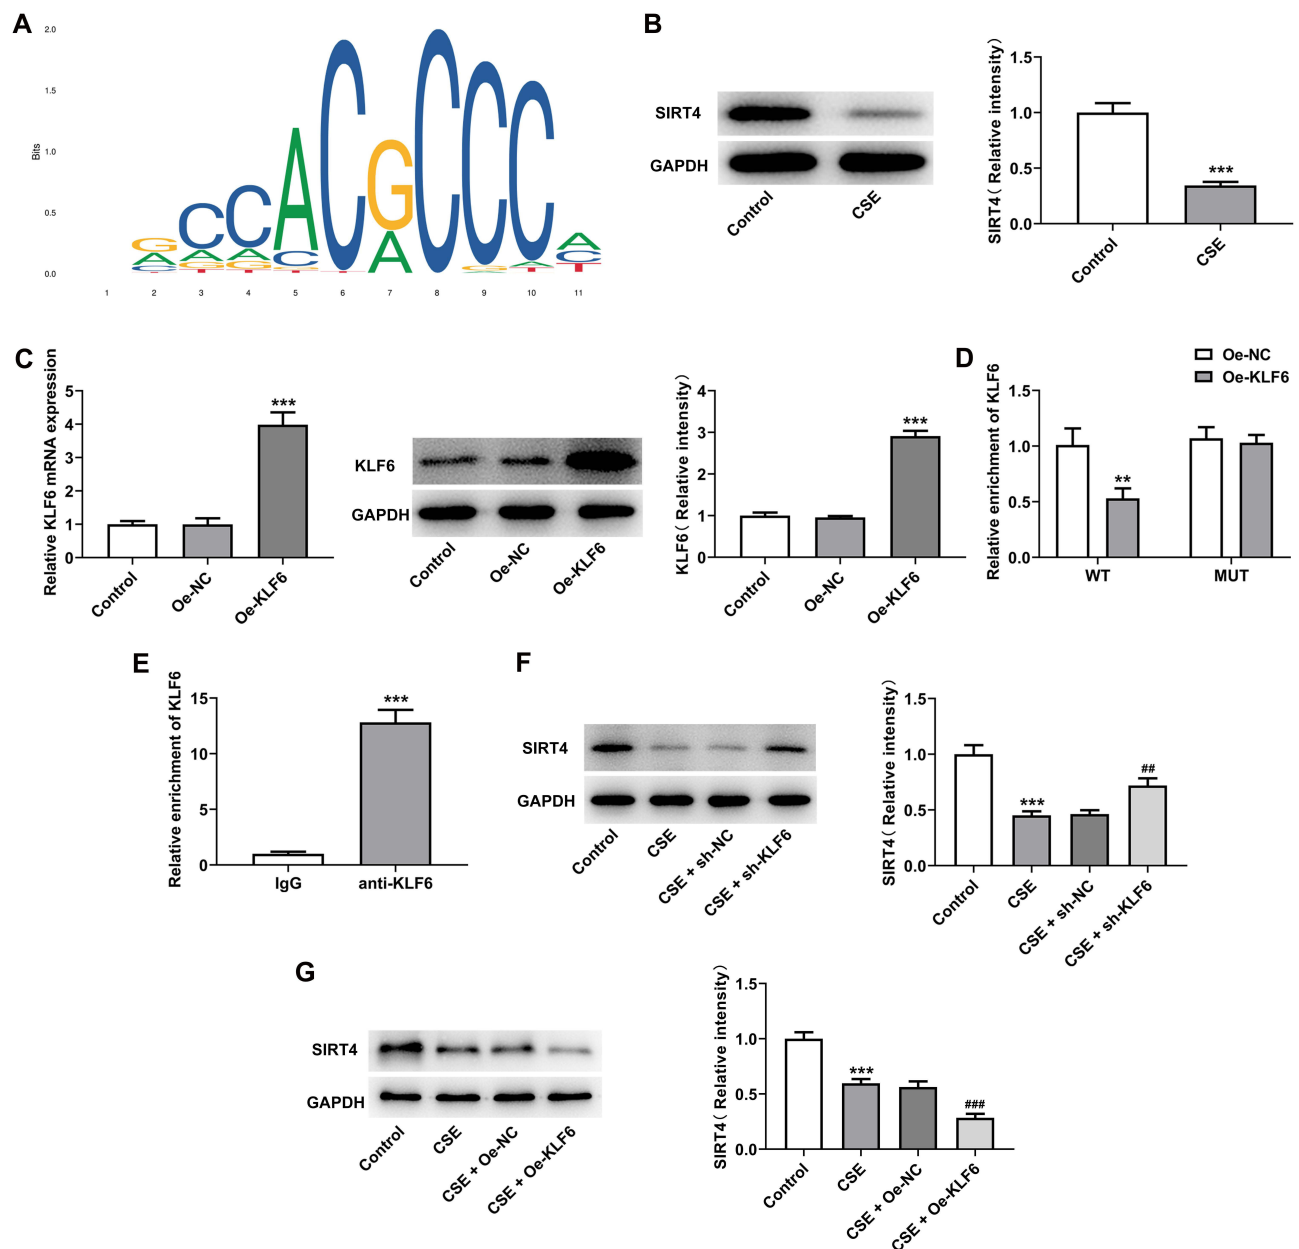 A
2.0
1.5
1.0
0.5
0.0
Bits
G A C
C A G T
C A G T
A C G T
C
G A
C
C G
C A T
A C T
1 2 3 4 5 6 7 8 9 10 11
B
SIRT4
GAPDH
Control CSE
SIRT4( Relative intensity)
1.5
1.0
0.5
0.0
***
Control CSE
C
Relative KLF6 mRNA expression
5
4
3
2
1
0
***
Control Oe-NC Oe-KLF6
KLF6
GAPDH
Control Oe-NC Oe-KLF6
KLF6( Relative intensity)
4
3
2
1
0
***
Control Oe-NC Oe-KLF6
D
Oe-NC
Oe-KLF6
Relative enrichment of KLF6
1.5
1.0
0.5
0.0
**
WT MUT
E
Relative enrichment of KLF6
15
10
5
0
***
IgG anti-KLF6
F
SIRT4
GAPDH
Control CSE CSE + sh-NC CSE + sh-KLF6
SIRT4( Relative intensity)
1.5
1.0
0.5
0.0
***
##
Control CSE CSE + sh-NC CSE + sh-KLF6
G
SIRT4
GAPDH
Control CSE CSE + Oe-NC CSE + Oe-KLF6
SIRT4( Relative intensity)
1.5
1.0
0.5
0.0
***
###
Control CSE CSE + Oe-NC CSE + Oe-KLF6